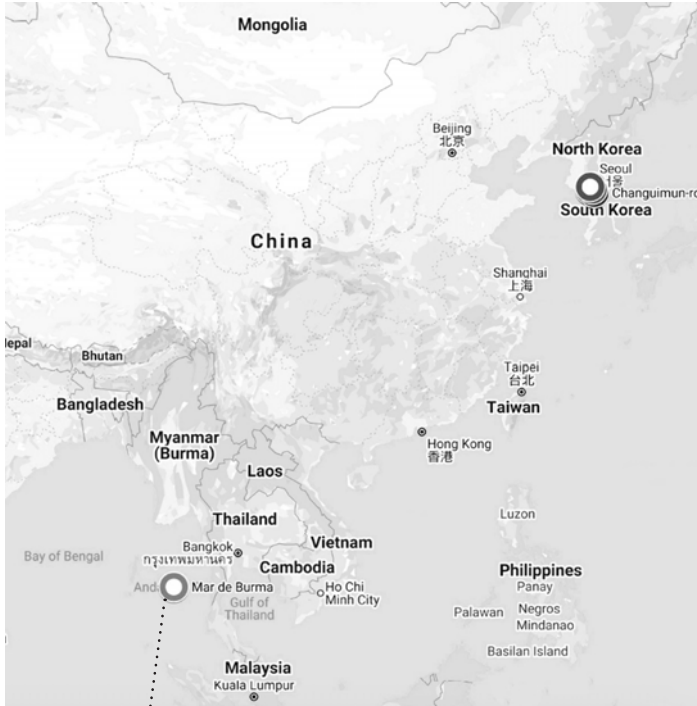 Mongolia
Beijing
北京
North Korea
Seoul
서울
Changuimun-ro
South Korea
China
Shanghai
上海
Nepal
Bhutan
Taipei
台北
Bangladesh
Taiwan
Myanmar
(Burma)
Hong Kong
香港
Laos
Luzon
Thailand
Vietnam
Bay of Bengal
Bangkok
กรุงเทพมหานคร
Cambodia
Philippines
Panay
Anda
Mar de Burma
Ho Chi
Minh City
Gulf of
Thailand
Palawan
Negros
Mindanao
Basilan Island
Malaysia
Kuala Lumpur